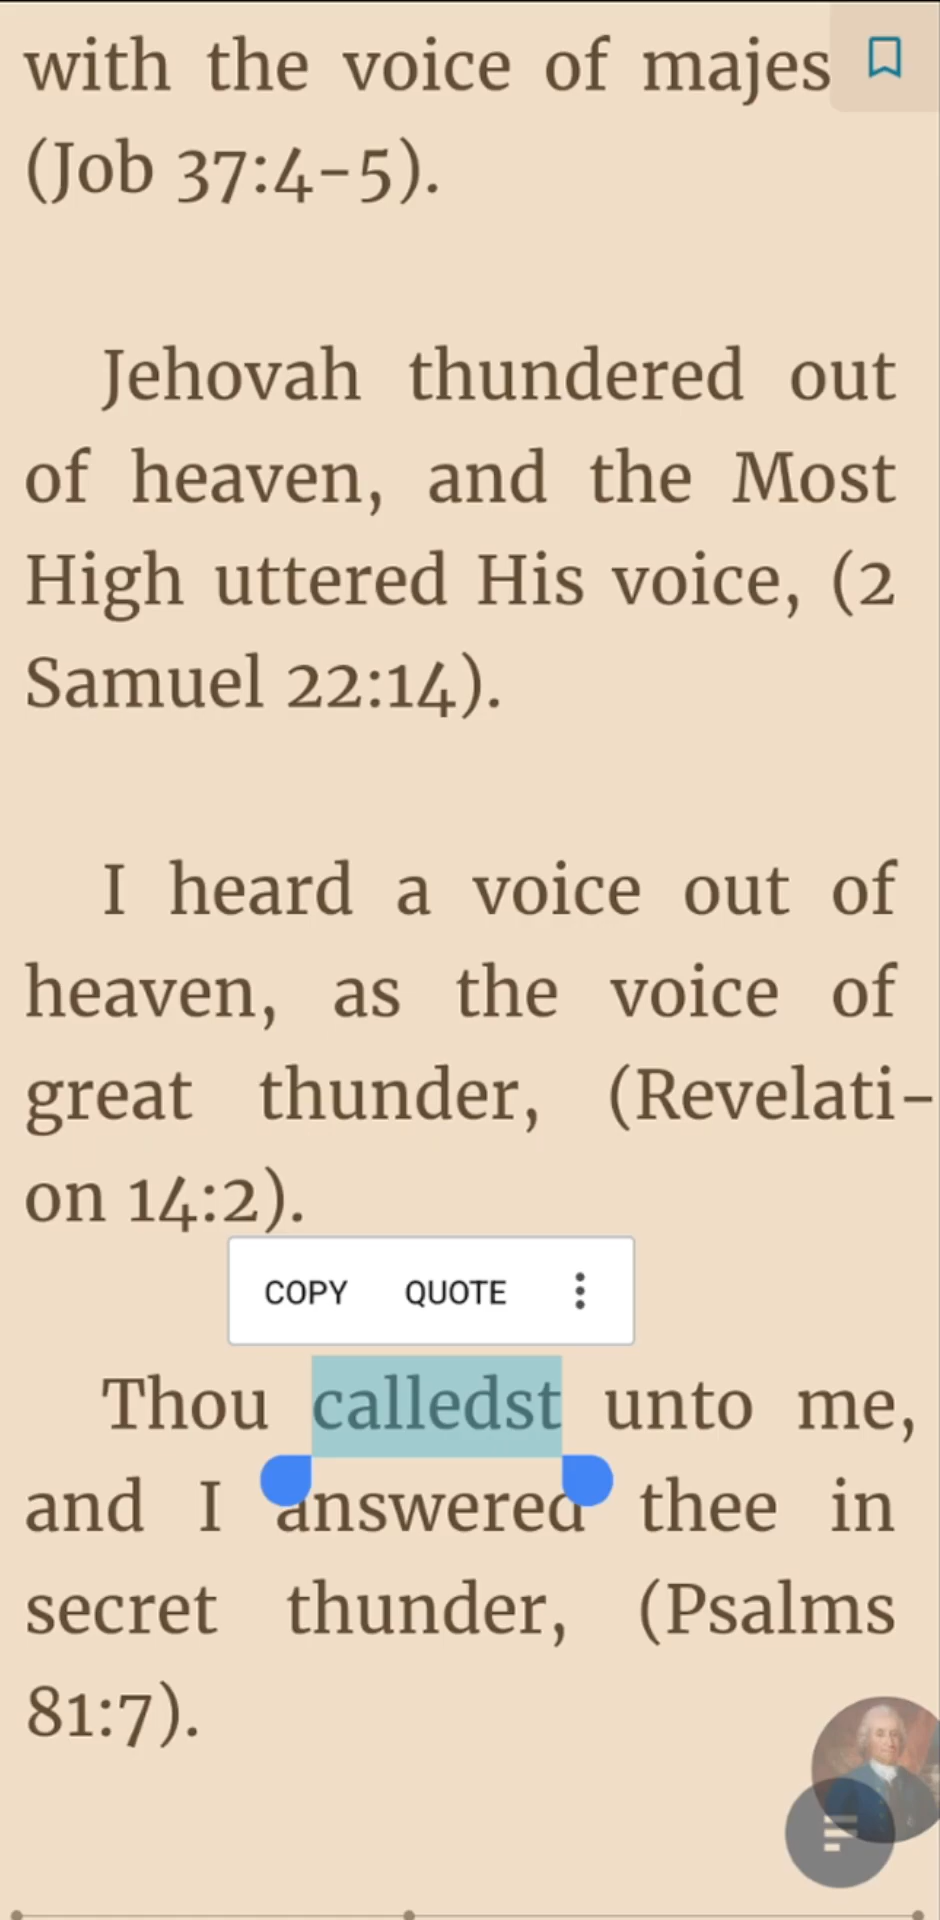 with the voice of majes
(Job 37:4-5).
Jehovah thundered out
of heaven, and the Most
High uttered His voice, (2
Samuel 22:14).
I heard a voice out of
heaven, as the voice of
great thunder, (Revelati-
on 14:2).
COPY QUOTE
Thou calledst unto me,
and I answered thee in
secret thunder, (Psalms
81:7).